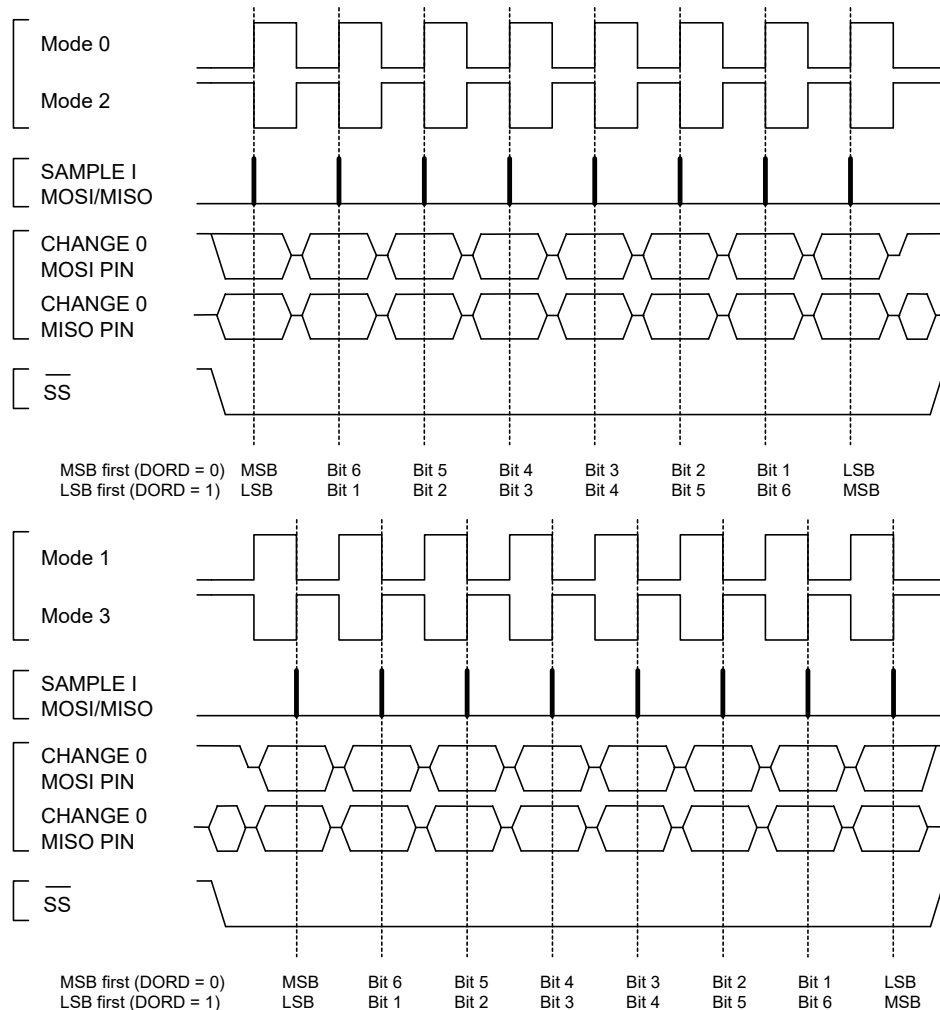 Mode 0
Mode 2
SAMPLE I
MOSI/MISO
CHANGE 0
MOSI PIN
CHANGE 0
MISO PIN
SS
MSB first (DORD = 0) MSB Bit 6 Bit 5 Bit 4 Bit 3 Bit 2 Bit 1 LSB
LSB first (DORD = 1) LSB Bit 1 Bit 2 Bit 3 Bit 4 Bit 5 Bit 6 MSB
Mode 1
Mode 3
SAMPLE I
MOSI/MISO
CHANGE 0
MOSI PIN
CHANGE 0
MISO PIN
SS
MSB first (DORD = 0) MSB Bit 6 Bit 5 Bit 4 Bit 3 Bit 2 Bit 1 LSB
LSB first (DORD = 1) LSB Bit 1 Bit 2 Bit 3 Bit 4 Bit 5 Bit 6 MSB